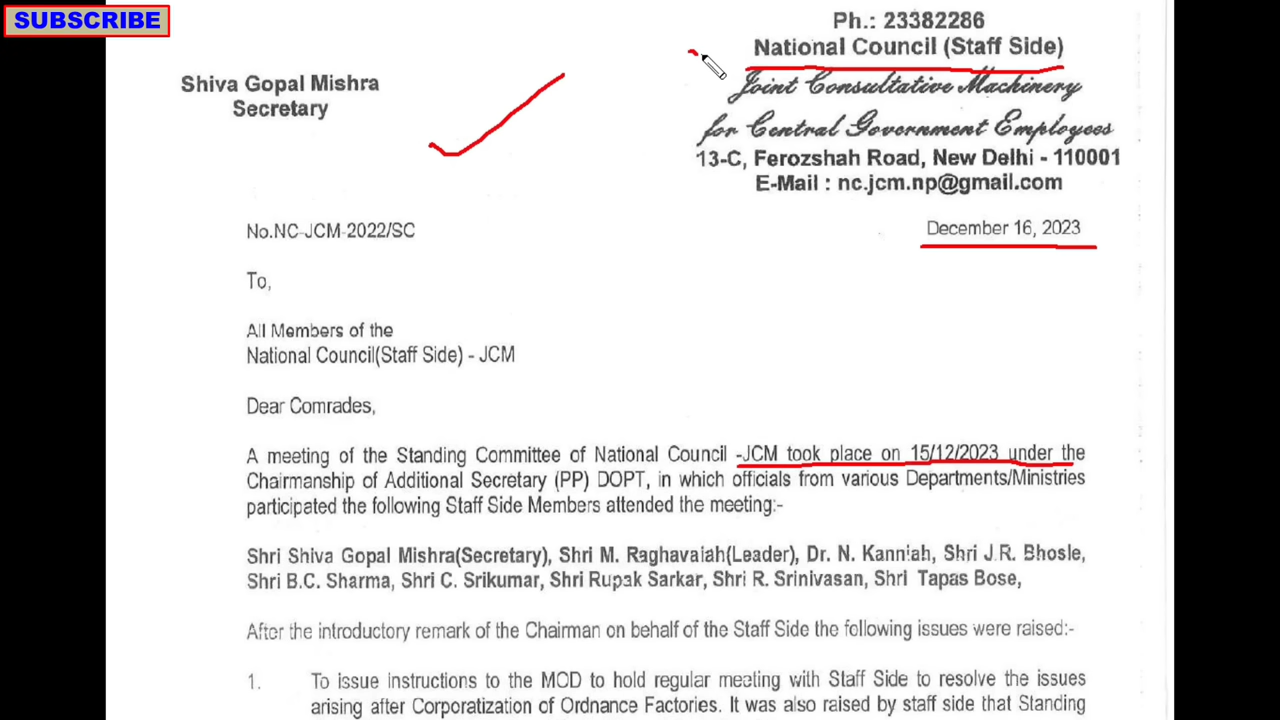 SUBSCRIBE
Ph.: 23382286
National Council (Staff Side)
Shiva Gopal Mishra
Secretary
Joint Consultative Machinery
for Central Government Employees
13-C, Ferozshah Road, New Delhi - 110001
E-Mail : nc.jcm.np@gmail.com
No.NC-JCM-2022/SC
December 16, 2023
To,
All Members of the
National Council(Staff Side) - JCM
Dear Comrades,
A meeting of the Standing Committee of National Council -JCM took place on 15/12/2023 under the
Chairmanship of Additional Secretary (PP) DOPT, in which officials from various Departments/Ministries
participated the following Staff Side Members attended the meeting:-
Shri Shiva Gopal Mishra(Secretary), Shri M. Raghavaiah(Leader), Dr. N. Kanniah, Shri J.R. Bhosle,
Shri B.C. Sharma, Shri C. Srikumar, Shri Rupak Sarkar, Shri R. Srinivasan, Shri Tapas Bose,
After the introductory remark of the Chairman on behalf of the Staff Side the following issues were raised:-
1. To issue instructions to the MOD to hold regular meeting with Staff Side to resolve the issues
arising after Corporatization of Ordnance Factories. It was also raised by staff side that Standing